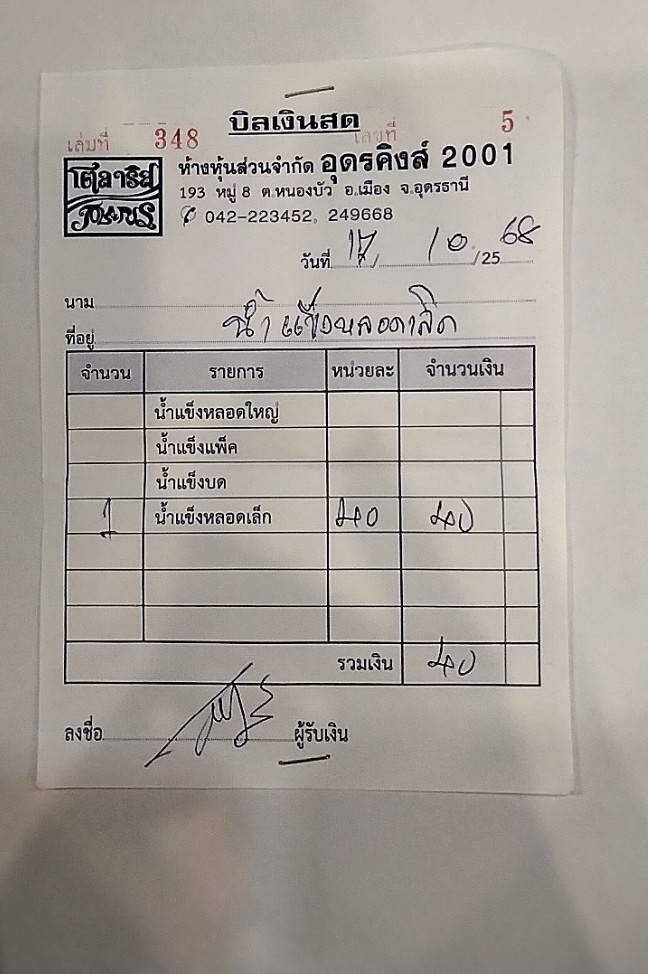 บิลเงินสด
เล่มที่ 348 เลขที่ 5
โตลาริส
ห้างหุ้นส่วนจำกัด อุดรคิงส์ 2001
193 หมู่ 8 ต.หนองบัว อ.เมือง จ.อุดรธานี
042-223452, 249668
วันที่ 17 / 10 /25 68
นาม
น้ำแข็งหลอดเล็ก
ที่อยู่
จำนวน รายการ หน่วยละ จำนวนเงิน
น้ำแข็งหลอดใหญ่
น้ำแข็งแพ็ค
น้ำแข็งบด
1 น้ำแข็งหลอดเล็ก 40 40
รวมเงิน 40
ลงชื่อ ผู้รับเงิน